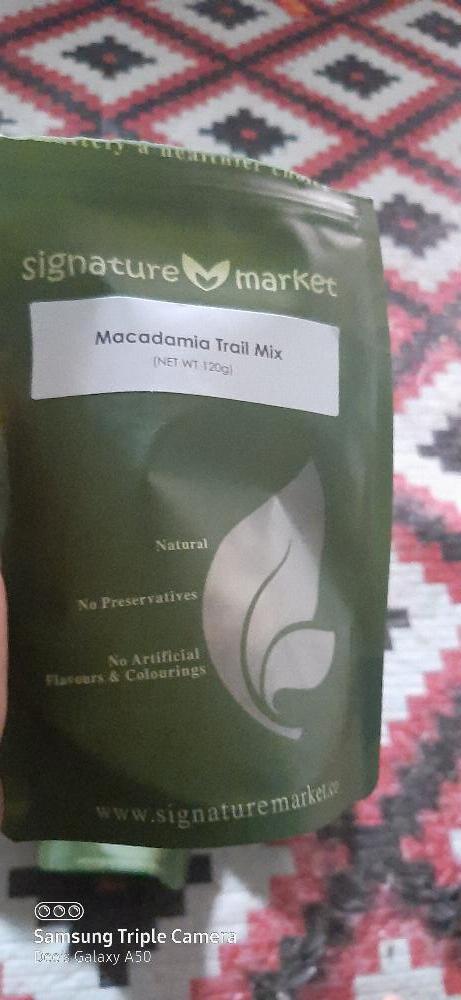 a healthier
signature market
Macadamia Trail Mix
(NET WT 120g)
Natural
No Preservatives
No Artificial
Flavours & Colourings
www.signaturemarket.co
Samsung Triple Camera
Galaxy A50